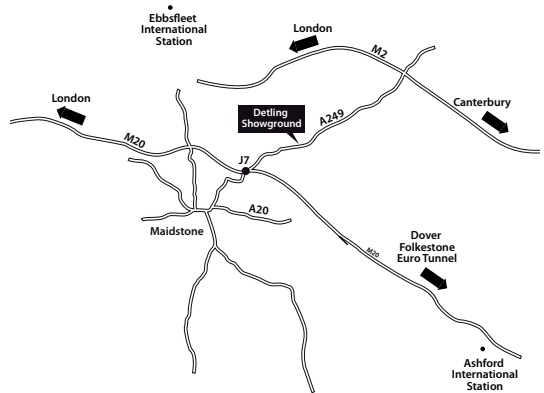 Ebbsfleet
International
Station
London
M2
London
Canterbury
Detling
Showground
A249
M20
J7
A20
Maidstone
M20
Dover
Folkestone
Euro Tunnel
Ashford
International
Station